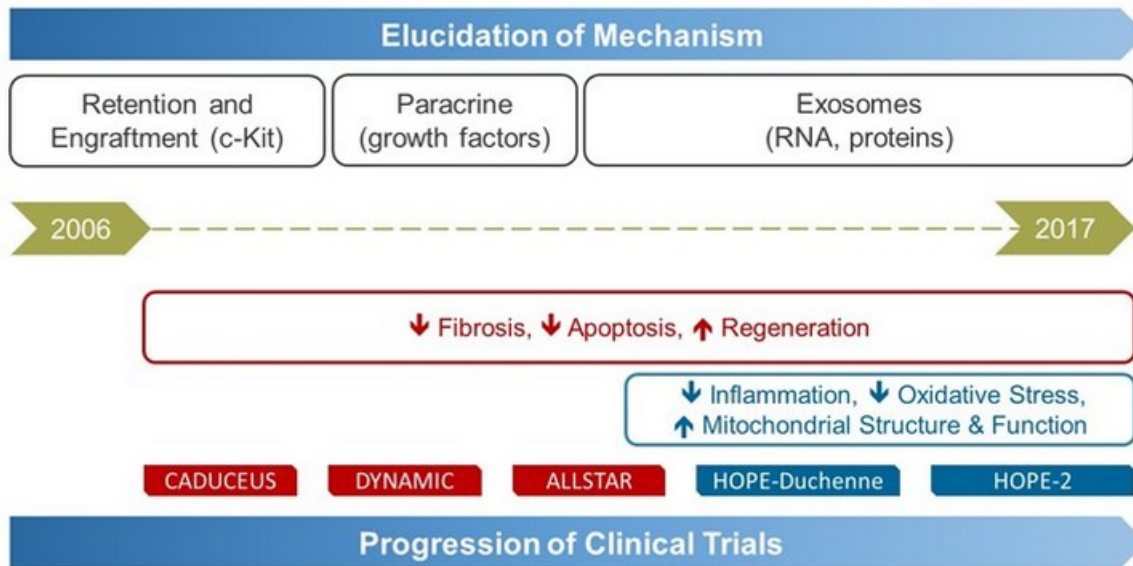 Elucidation of Mechanism
Retention and
Engraftment (c-Kit)
Paracrine
(growth factors)
Exosomes
(RNA, proteins)
2006
2017
↓ Fibrosis, ↓ Apoptosis, ↑ Regeneration
↓ Inflammation, ↓ Oxidative Stress,
↑ Mitochondrial Structure & Function
CADUCEUS
DYNAMIC
ALLSTAR
HOPE-Duchenne
HOPE-2
Progression of Clinical Trials